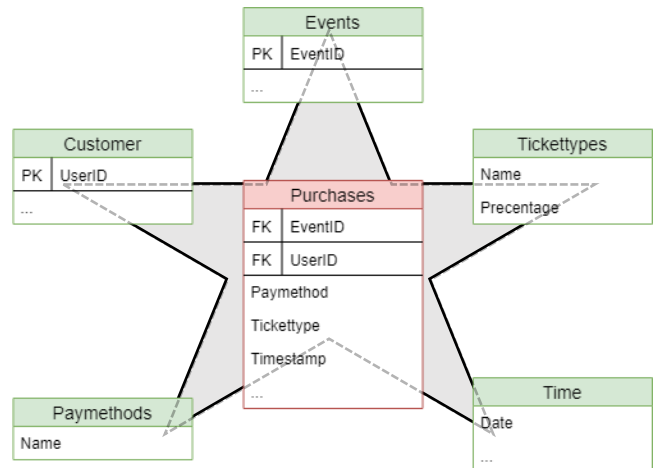 Events
PK EventID
...
Customer
PK UserID
...
Tickettypes
Name
Precentage
Purchases
FK EventID
FK UserID
Paymethod
Tickettype
Timestamp
...
Paymethods
Name
Time
Date
...